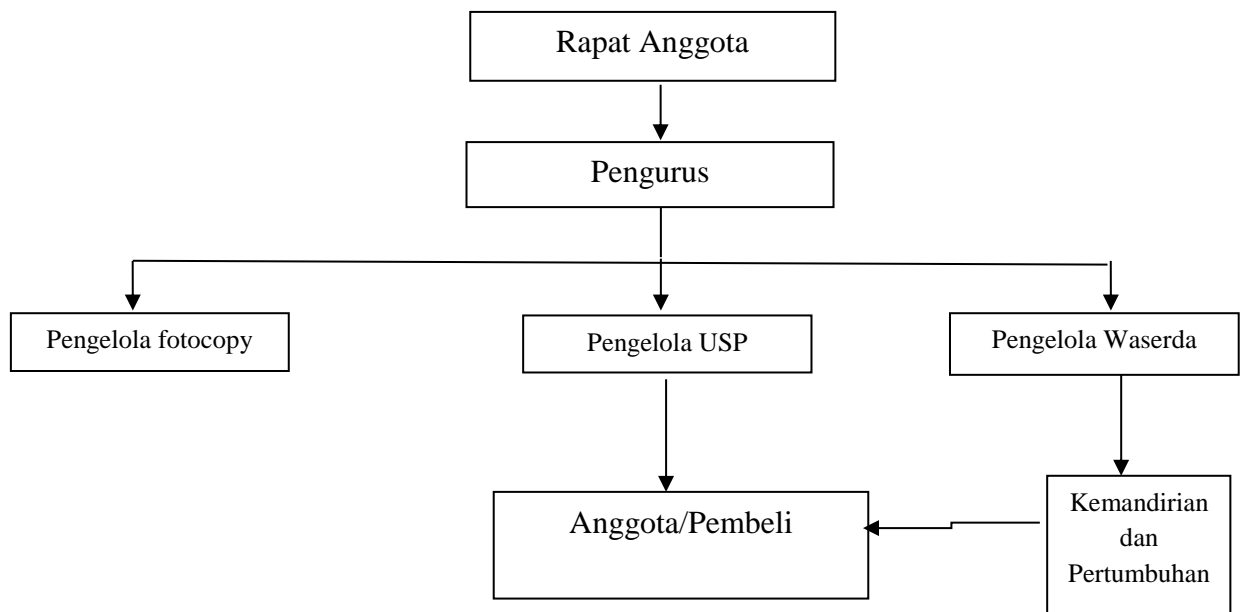 Rapat Anggota
Pengurus
Pengelola fotocopy
Pengelola USP
Pengelola Waserda
Anggota/Pembeli
Kemandirian
dan
Pertumbuhan